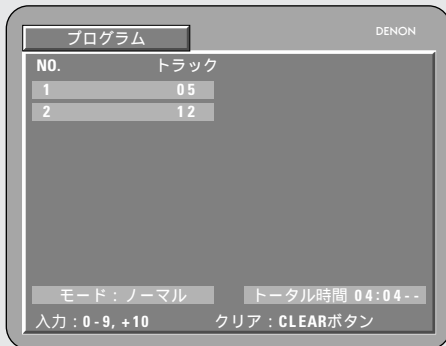 プログラム
DENON
NO. トラック
1 05
2 12
モード：ノーマル トータル時間 04:04--
入力：0-9, +10 クリア：CLEARボタン